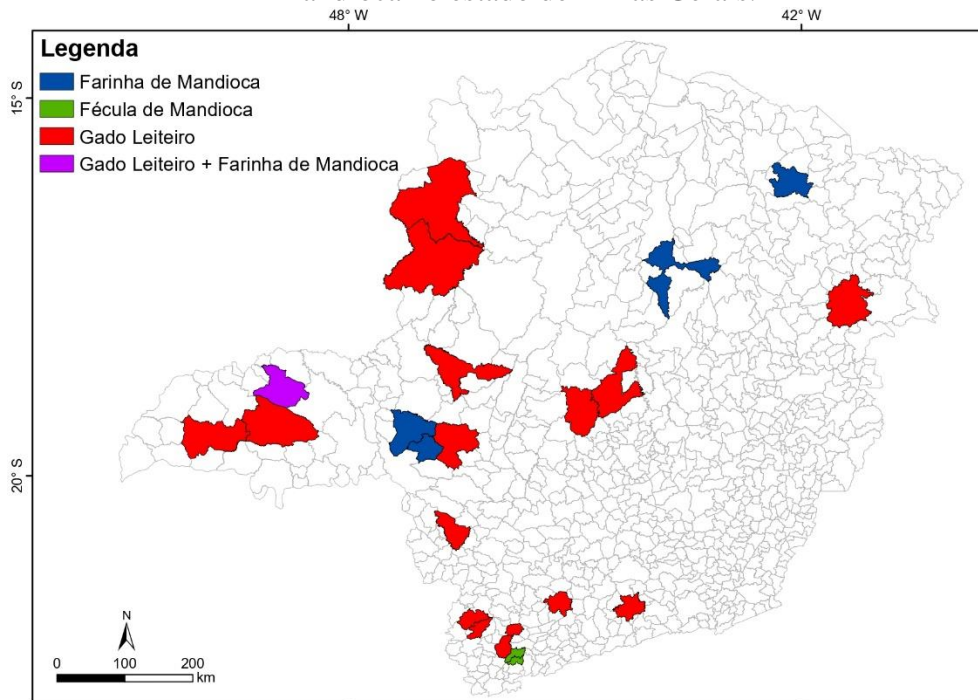 48° W
42° W
Legenda
Farinha de Mandioca
Fécula de Mandioca
Gado Leiteiro
Gado Leiteiro + Farinha de Mandioca
15° S
20° S
N
0 100 200
km